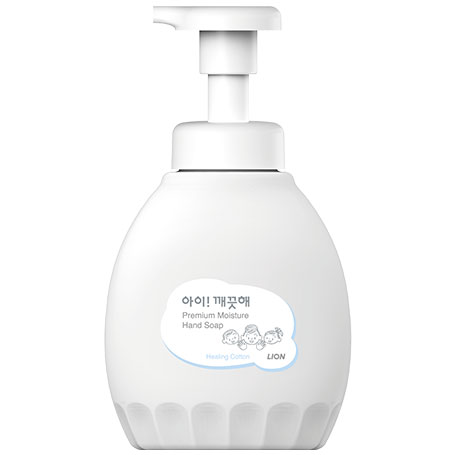 아이! 깨끗해
Premium Moisture
Hand Soap
Healing Cotton
LION